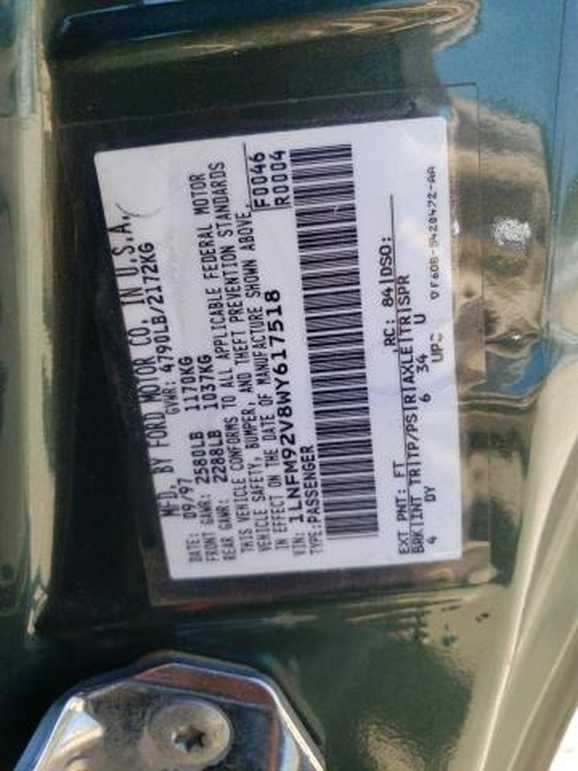 MFD. BY FORD MOTOR CO. IN U.S.A.
DATE: 09/97 GVWR: 4790LB/2172KG
FRONT GAWR: 2580LB 1170KG
REAR GAWR: 2288LB 1037KG
THIS VEHICLE CONFORMS TO ALL APPLICABLE FEDERAL MOTOR
VEHICLE SAFETY, BUMPER, AND THEFT PREVENTION STANDARDS
IN EFFECT ON THE DATE OF MANUFACTURE SHOWN ABOVE.
VIN: 1LNFM92V8WY617518 F0046
TYPE: PASSENGER R0004
EXT PNT: FT RC: 84 DSO:
BRK INT TR TP/PS R AXLE TR SPR
4 DY 6 34 U
UPC